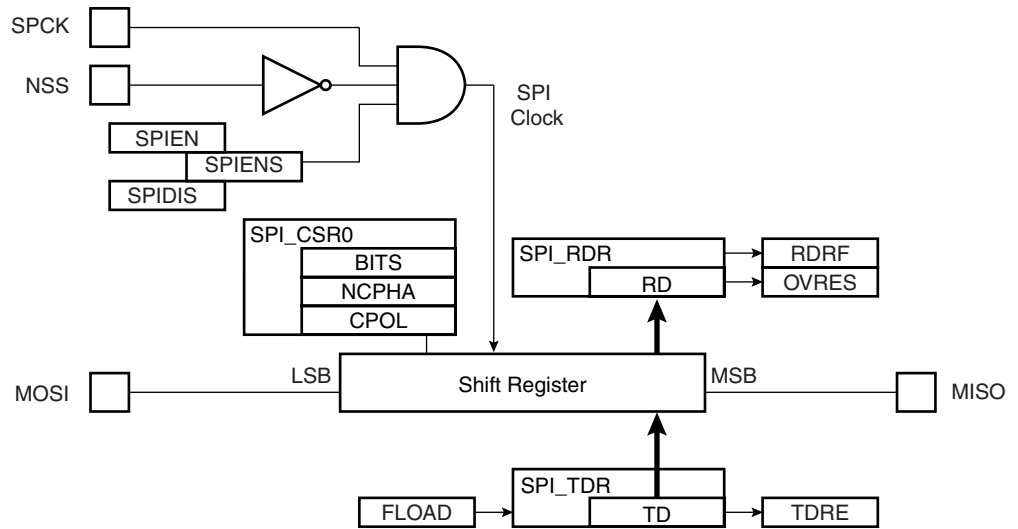 SPCK
NSS
SPI
Clock
SPIEN
SPIENS
SPIDIS
SPI_CSR0
BITS
NCPHA
CPOL
SPI_RDR
RD
RDRF
OVRES
MOSI
LSB
Shift Register
MSB
MISO
SPI_TDR
FLOAD
TD
TDRE